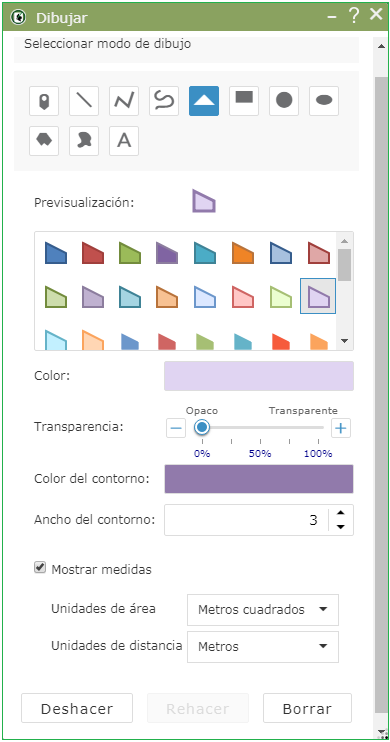 Dibujar
Seleccionar modo de dibujo
A
Previsualización:
Color:
Opaco Transparente
Transparencia:
0% 50% 100%
Color del contorno:
Ancho del contorno: 3
Mostrar medidas
Unidades de área Metros cuadrados
Unidades de distancia Metros
Deshacer Rehacer Borrar